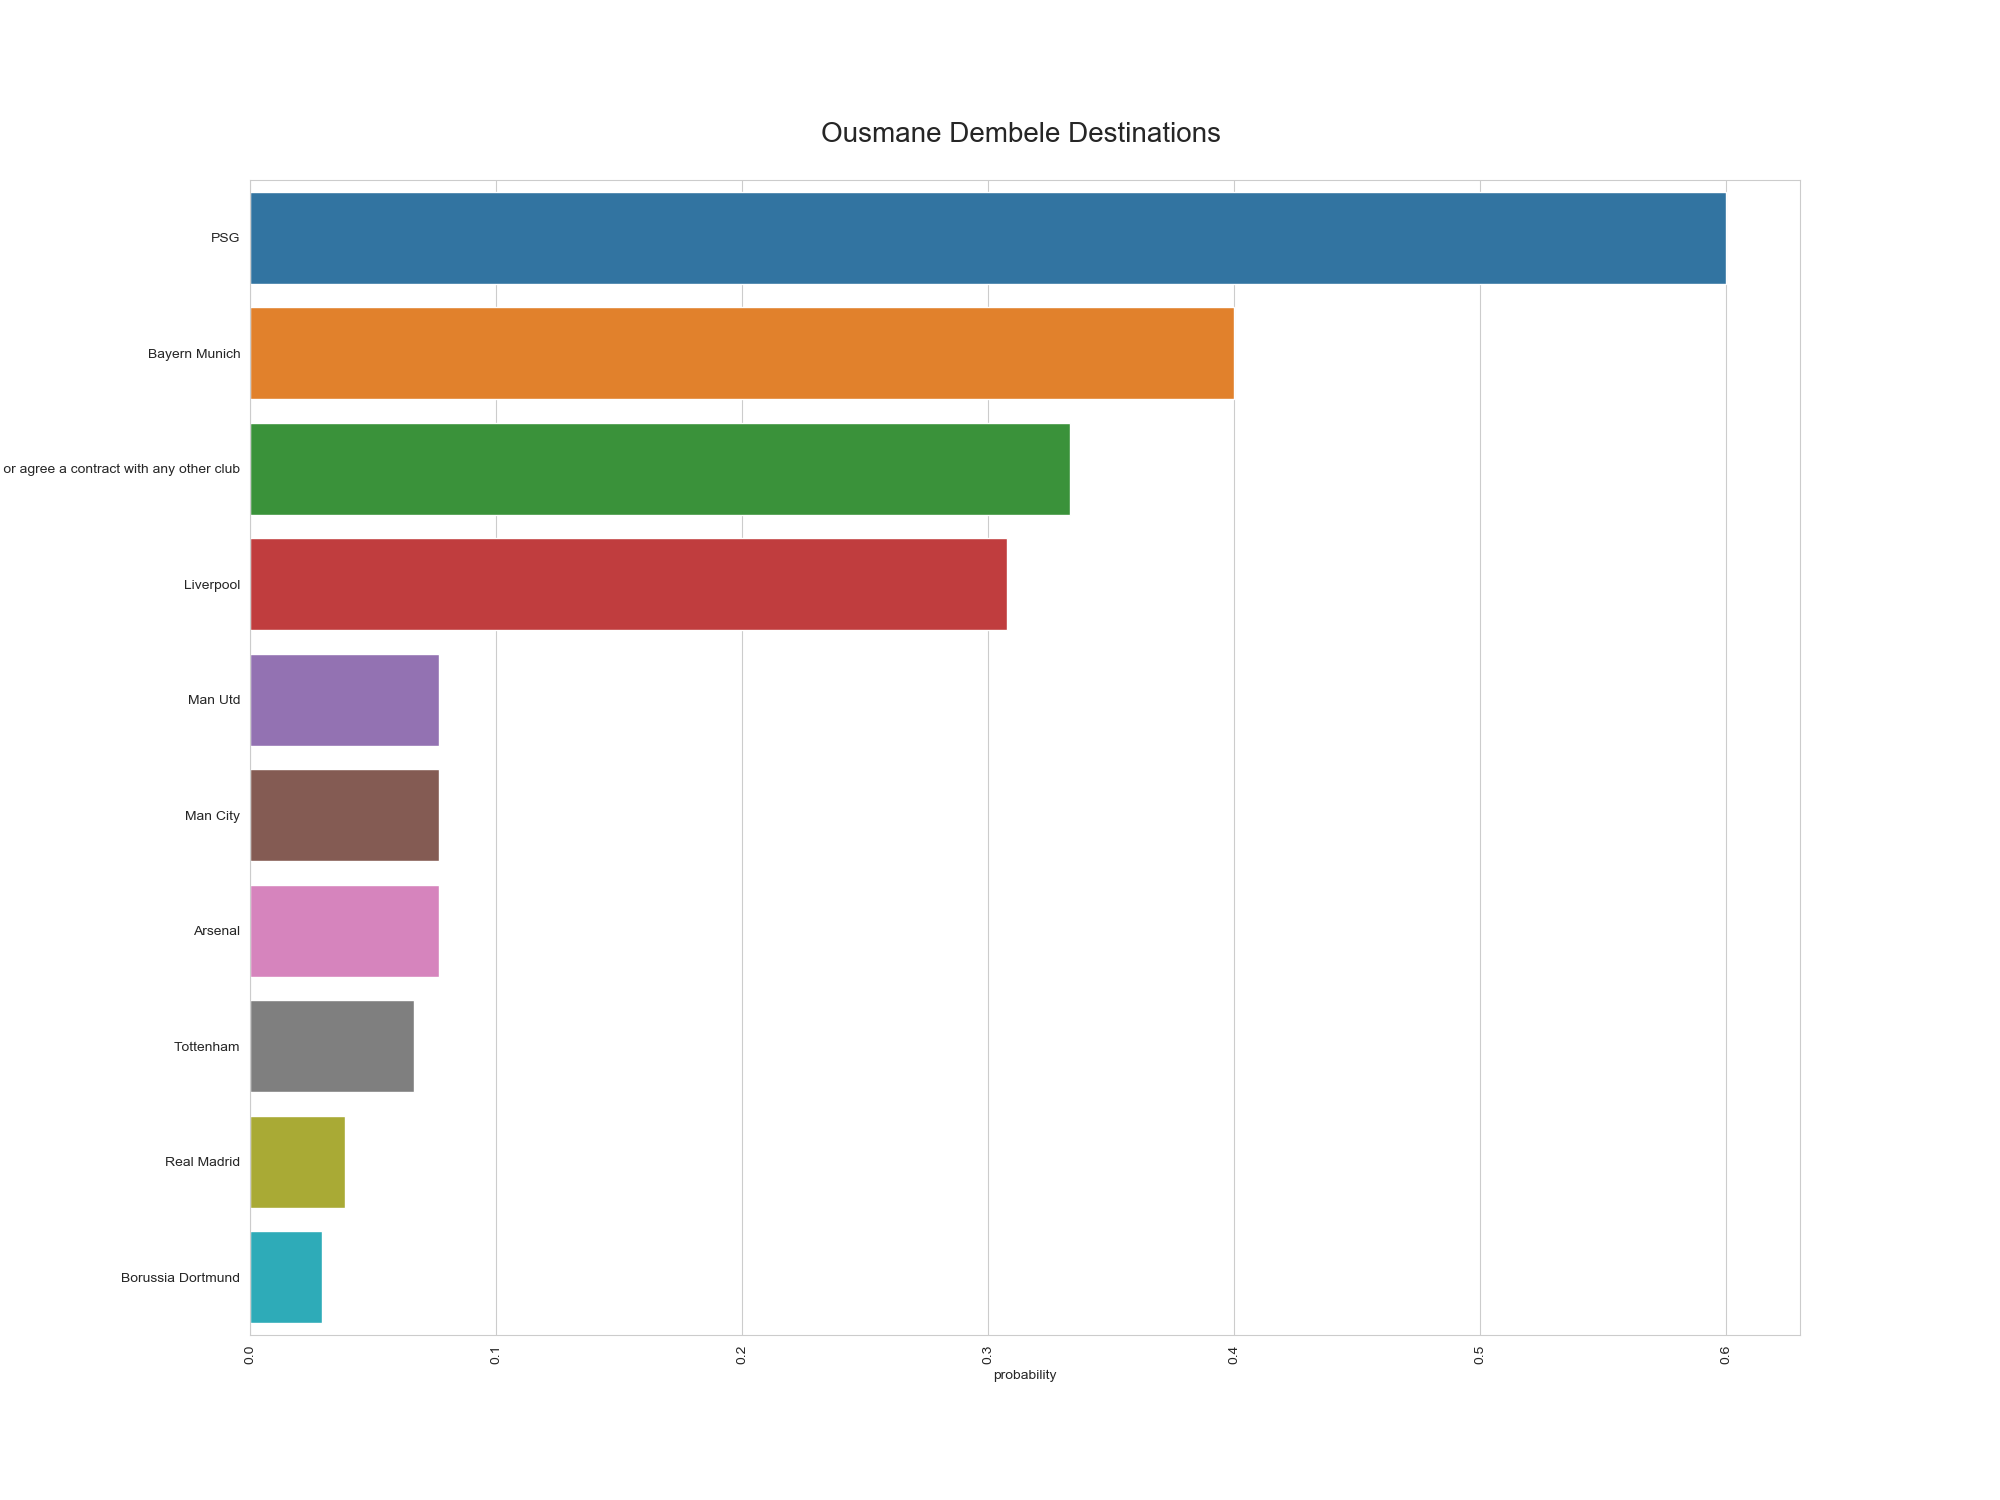 Ousmane Dembele Destinations
PSG
Bayern Munich
or agree a contract with any other club
Liverpool
Man Utd
Man City
Arsenal
Tottenham
Real Madrid
Borussia Dortmund
0.0 0.1 0.2 0.3 0.4 0.5 0.6
probability